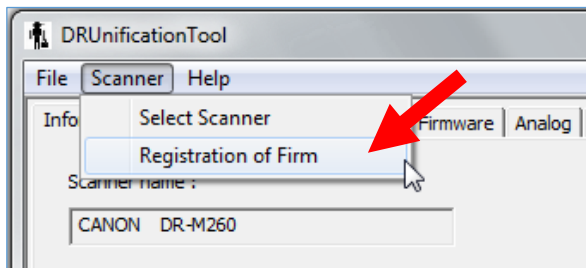 DRUnificationTool
File Scanner Help
Info Firmware Analog
Select Scanner
Registration of Firm
Scanner name :
CANON DR-M260